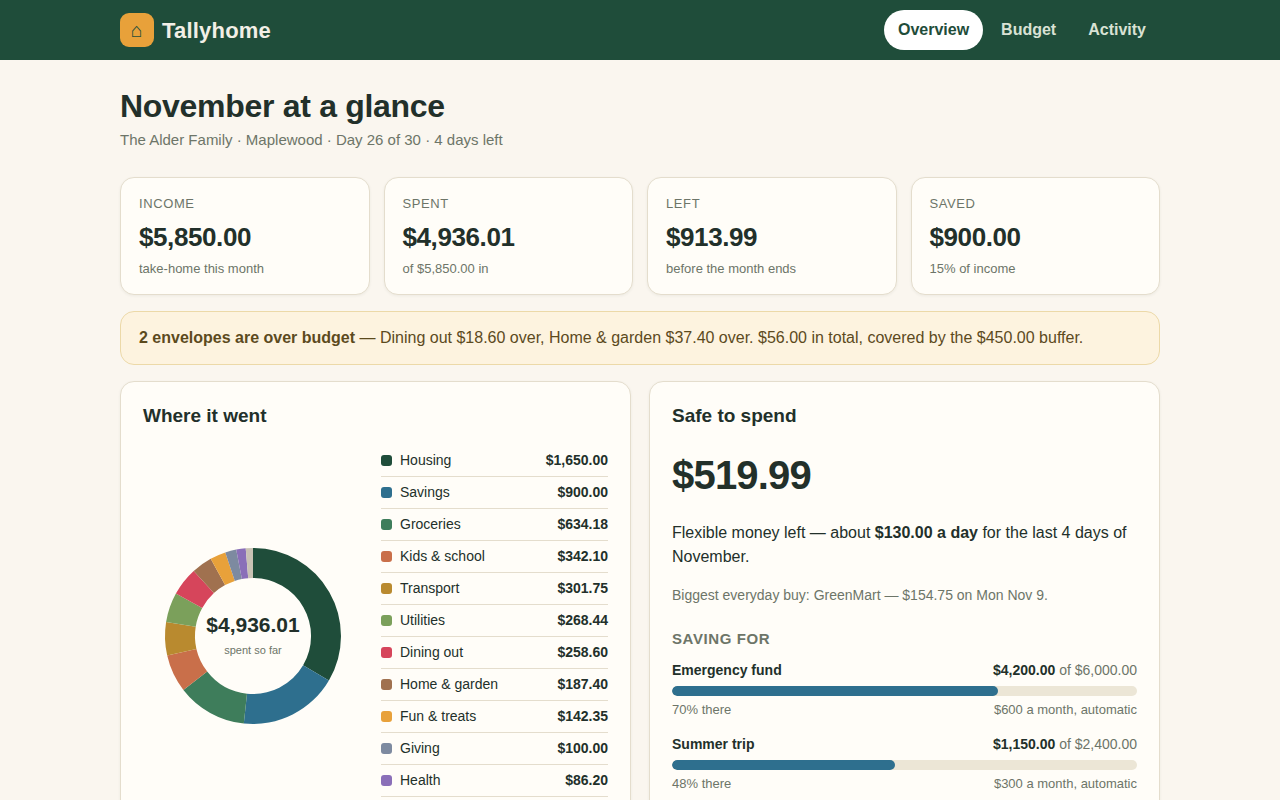 Tallyhome
Overview Budget Activity
November at a glance
The Alder Family · Maplewood · Day 26 of 30 · 4 days left
INCOME
$5,850.00
take-home this month
SPENT
$4,936.01
of $5,850.00 in
LEFT
$913.99
before the month ends
SAVED
$900.00
15% of income
2 envelopes are over budget — Dining out $18.60 over, Home & garden $37.40 over. $56.00 in total, covered by the $450.00 buffer.
Where it went
$4,936.01
spent so far
Housing $1,650.00
Savings $900.00
Groceries $634.18
Kids & school $342.10
Transport $301.75
Utilities $268.44
Dining out $258.60
Home & garden $187.40
Fun & treats $142.35
Giving $100.00
Health $86.20
Safe to spend
$519.99
Flexible money left — about $130.00 a day for the last 4 days of
November.
Biggest everyday buy: GreenMart — $154.75 on Mon Nov 9.
SAVING FOR
Emergency fund $4,200.00 of $6,000.00
70% there $600 a month, automatic
Summer trip $1,150.00 of $2,400.00
48% there $300 a month, automatic